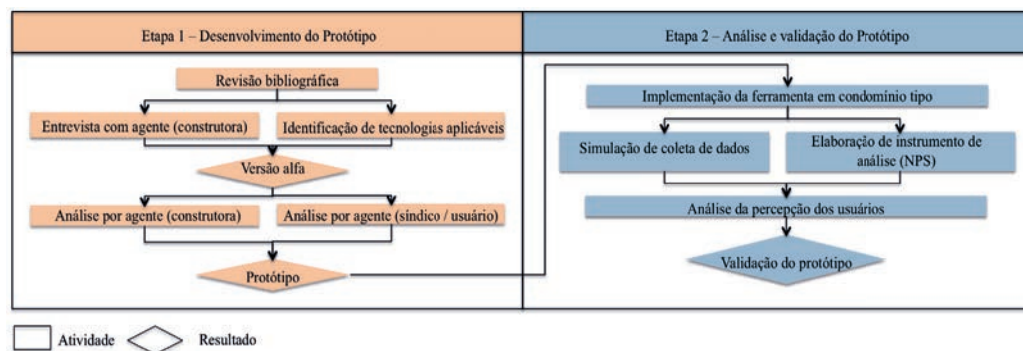 Etapa 1 – Desenvolvimento do Protótipo
Revisão bibliográfica
Entrevista com agente (construtora)
Identificação de tecnologias aplicáveis
Versão alfa
Análise por agente (construtora)
Análise por agente (síndico / usuário)
Protótipo
Etapa 2 – Análise e validação do Protótipo
Implementação da ferramenta em condomínio tipo
Simulação de coleta de dados
Elaboração de instrumento de
análise (NPS)
Análise da percepção dos usuários
Validação do protótipo
Atividade
Resultado